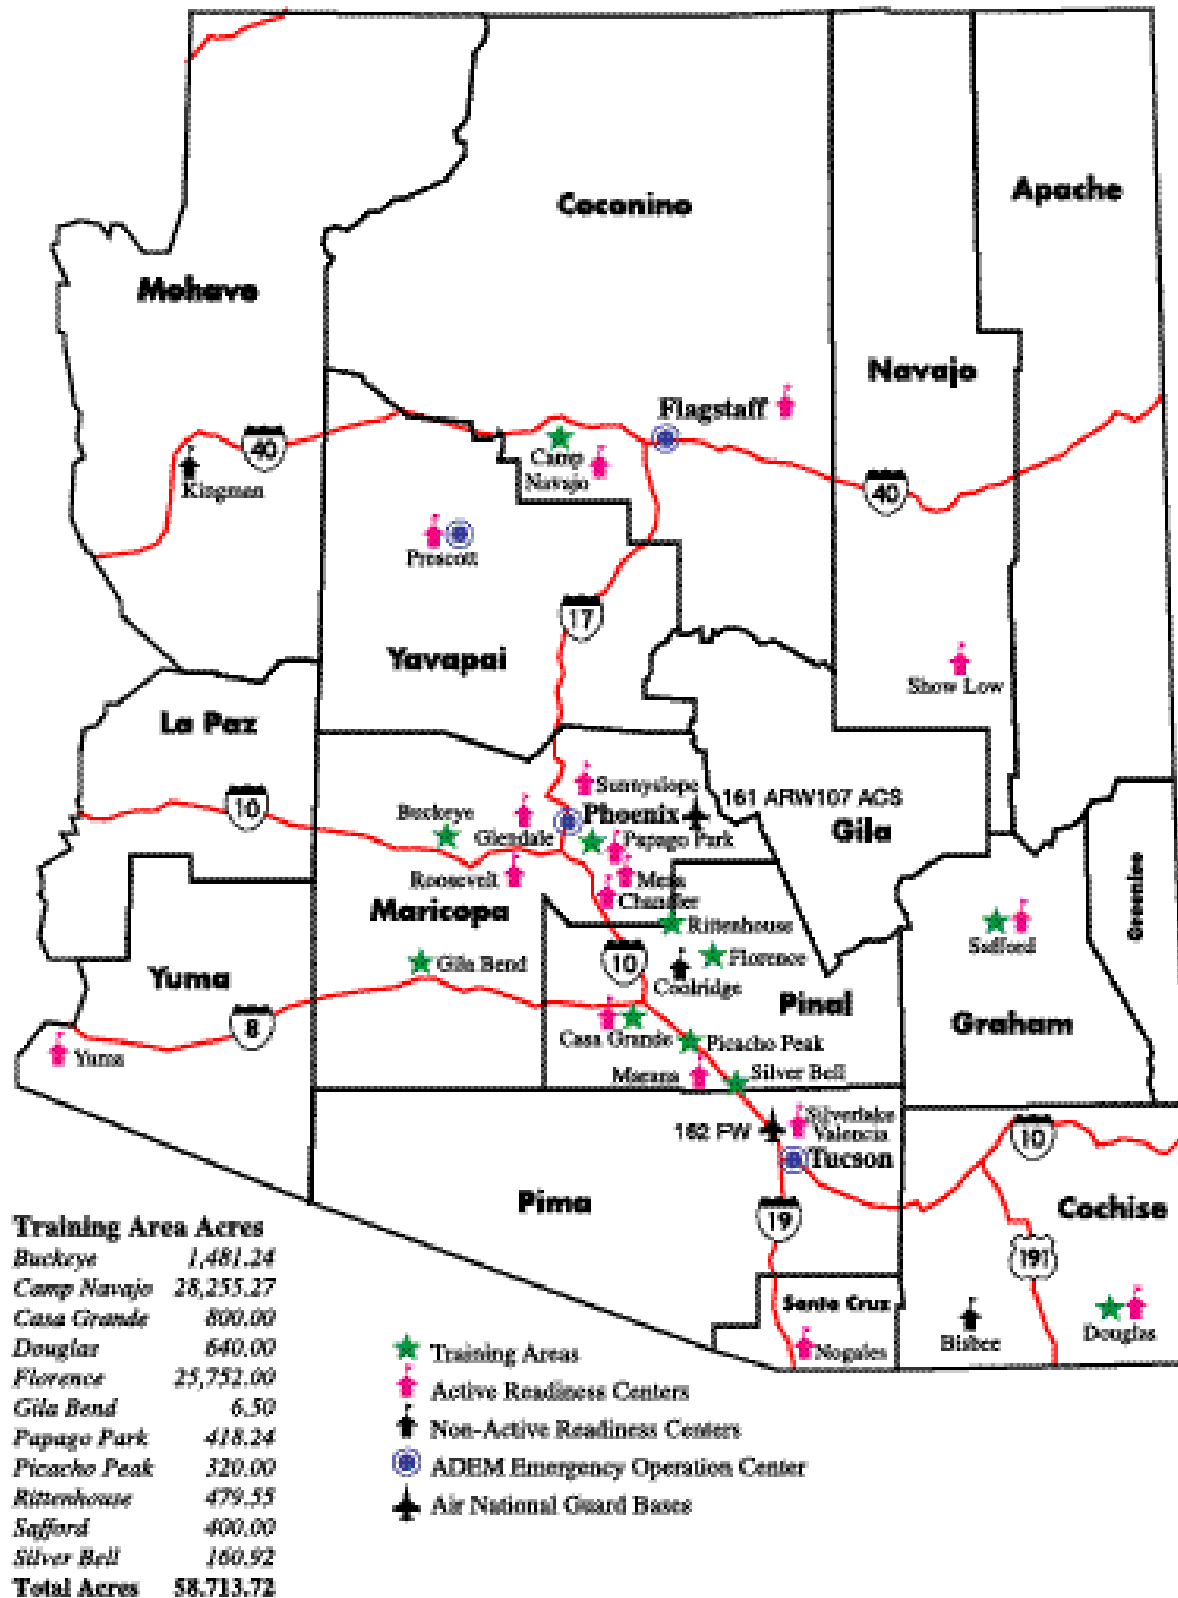 Apache
Coconino
Mohave
Navajo
Flagstaff
40
Camp
Navajo
Kingman
40
Prescott
17
Yavapai
Show Low
La Paz
Sunnyslope
161 ARW107 ACS
10
Buckeye
Phoenix
Gila
Glendale
Papago Park
Roosevelt
Mesa
Chandler
Maricopa
Greenlee
Rittenhouse
Safford
Gila Bend
10
Florence
Yuma
Coolridge
Pinal
8
Graham
Yuma
Casa Grande
Picacho Peak
Marana
Silver Bell
Silverlake
162 FW
Valencia
10
Tucson
Pima
19
Cochise
191
Santa Cruz
Bisbee
Douglas
Nogales
Training Area Acres
Buckeye 1,481.24
Camp Navajo 28,255.27
Casa Grande 800.00
Douglas 640.00
Florence 25,752.00
Gila Bend 6.50
Papago Park 418.24
Picacho Peak 320.00
Rittenhouse 479.55
Safford 400.00
Silver Bell 160.92
Total Acres 58,713.72
Training Areas
Active Readiness Centers
Non-Active Readiness Centers
ADEM Emergency Operation Center
Air National Guard Bases